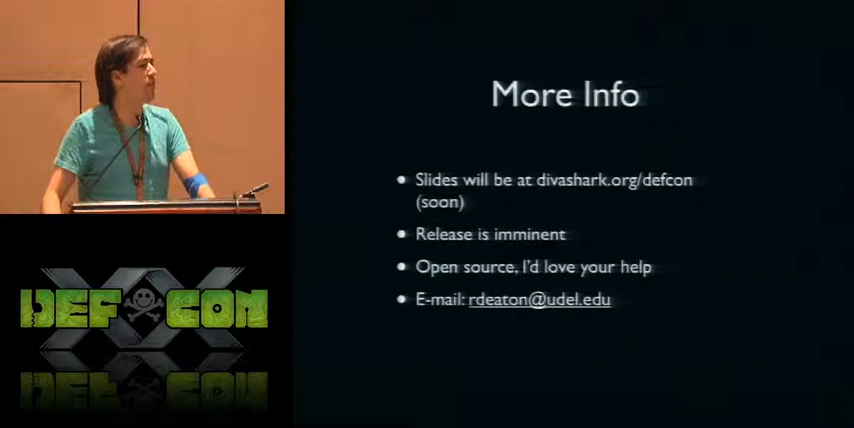 More Info
• Slides will be at divashark.org/defcon
(soon)
• Release is imminent
• Open source, I'd love your help
• E-mail: rdeaton@udel.edu
DEF CON
XX